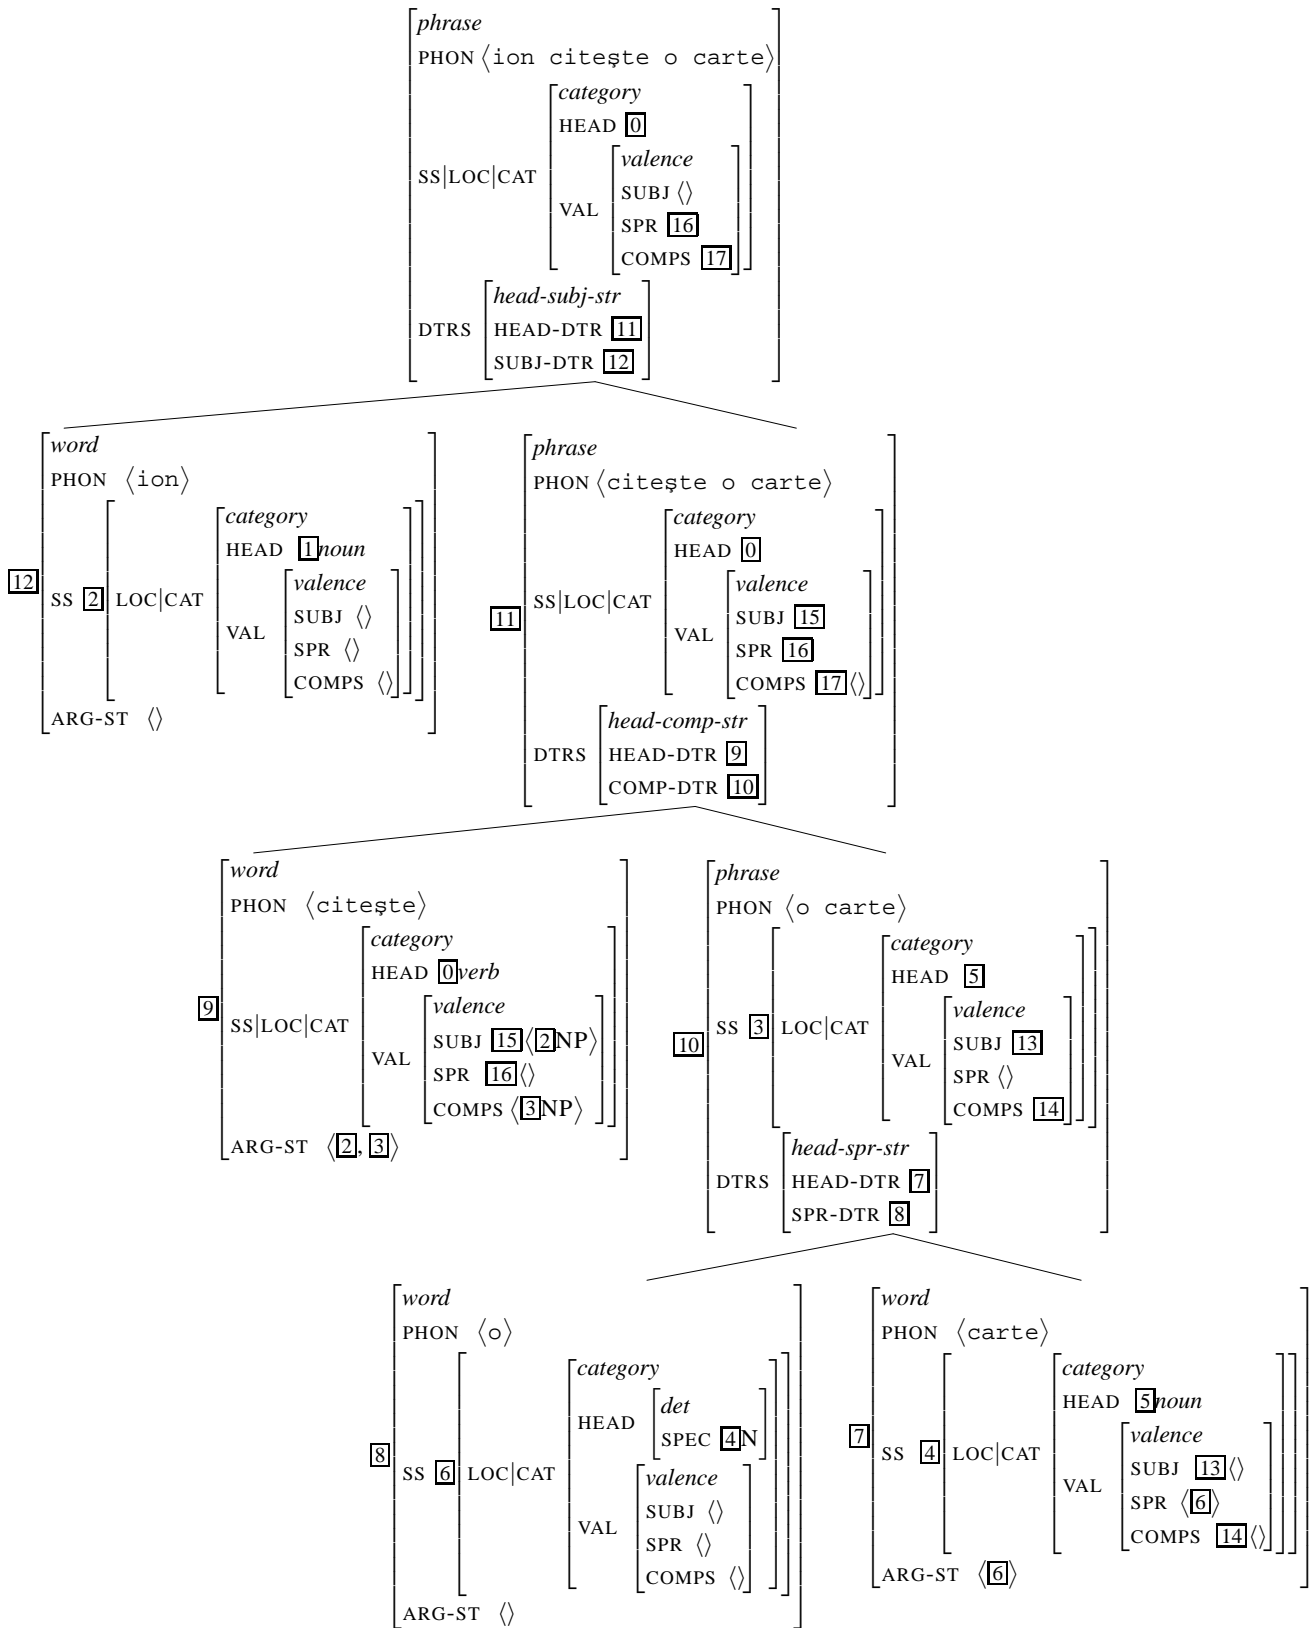 phrase
PHON ⟨ion citeşte o carte⟩
category
HEAD 0
SS|LOC|CAT
valence
SUBJ ⟨⟩
VAL
SPR 16
COMPS 17
head-subj-str
DTRS HEAD-DTR 11
SUBJ-DTR 12
12
word
PHON ⟨ion⟩
category
HEAD 1 noun
SS 2 LOC|CAT
valence
SUBJ ⟨⟩
VAL
SPR ⟨⟩
COMPS ⟨⟩
ARG-ST ⟨⟩
11
phrase
PHON ⟨citeşte o carte⟩
category
HEAD 0
SS|LOC|CAT
valence
SUBJ 15
VAL
SPR 16
COMPS 17 ⟨⟩
head-comp-str
DTRS HEAD-DTR 9
COMP-DTR 10
9
word
PHON ⟨citeşte⟩
category
HEAD 0 verb
SS|LOC|CAT
valence
SUBJ 15 ⟨2 NP⟩
VAL
SPR 16 ⟨⟩
COMPS ⟨3 NP⟩
ARG-ST ⟨2, 3⟩
10
phrase
PHON ⟨o carte⟩
category
HEAD 5
SS 3 LOC|CAT
valence
SUBJ 13
VAL
SPR ⟨⟩
COMPS 14
head-spr-str
DTRS HEAD-DTR 7
SPR-DTR 8
8
word
PHON ⟨o⟩
category
det
HEAD
SPEC 4 N
SS 6 LOC|CAT
valence
SUBJ ⟨⟩
VAL
SPR ⟨⟩
COMPS ⟨⟩
ARG-ST ⟨⟩
7
word
PHON ⟨carte⟩
category
HEAD 5 noun
SS 4 LOC|CAT
valence
SUBJ 13 ⟨⟩
VAL
SPR ⟨6⟩
COMPS 14 ⟨⟩
ARG-ST ⟨6⟩